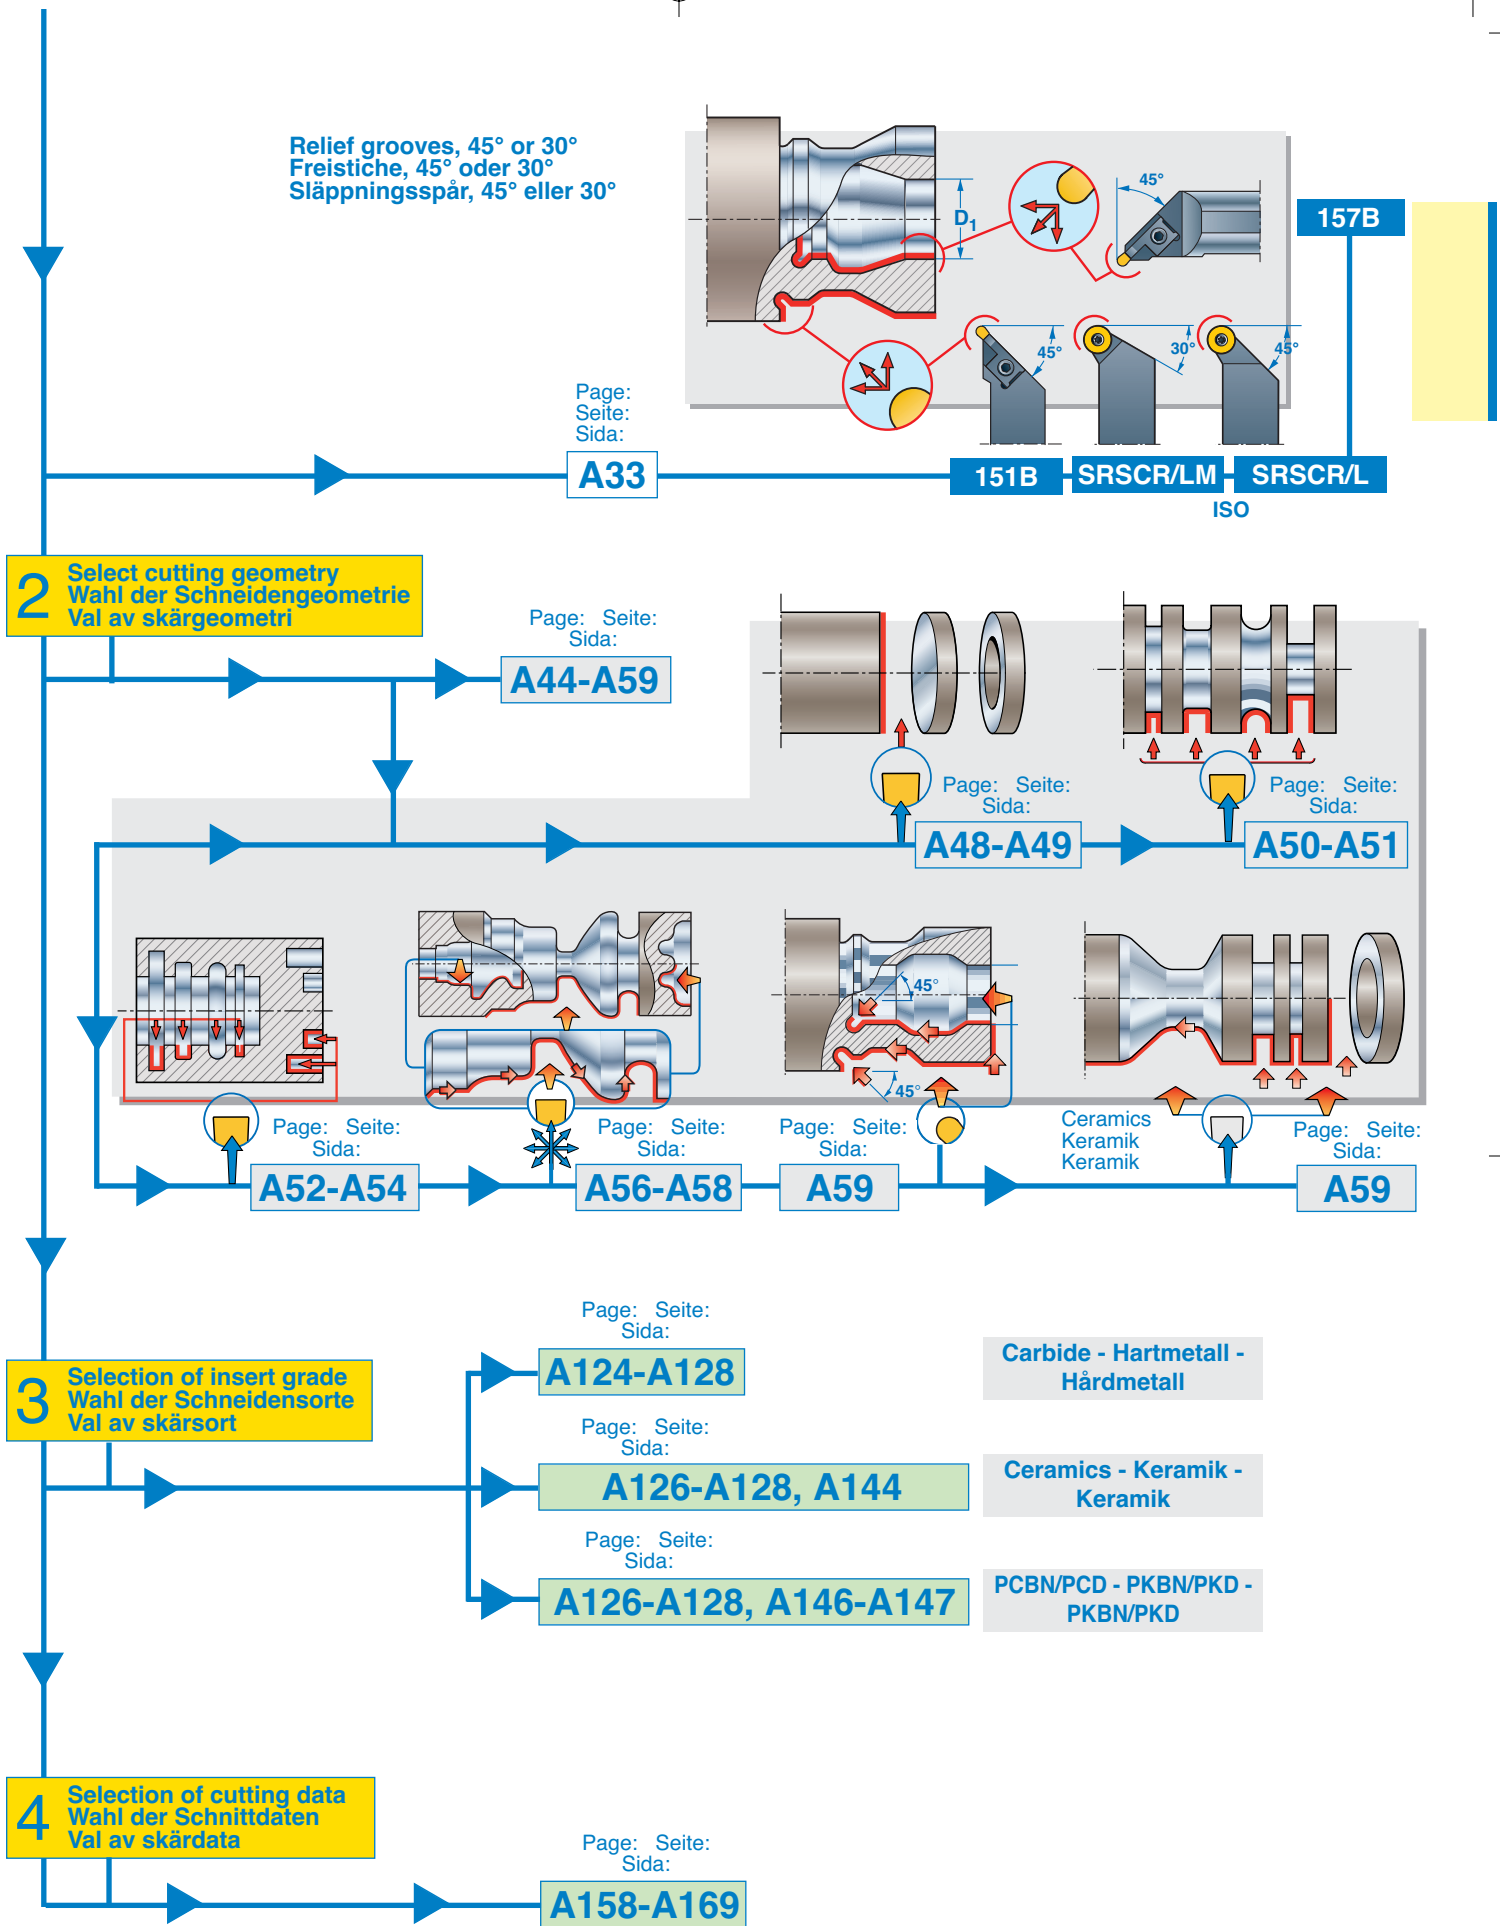 Relief grooves, 45° or 30°
Freistiche, 45° oder 30°
Släppningsspår, 45° eller 30°
D1
45°
157B
45°
30°
45°
Page:
Seite:
Sida:
A33
151B
SRSCR/LM
SRSCR/L
ISO
2
Select cutting geometry
Wahl der Schneidengeometrie
Val av skärgeometri
Page: Seite:
Sida:
A44-A59
Page: Seite:
Sida:
A48-A49
Page: Seite:
Sida:
A50-A51
45°
45°
Page: Seite:
Sida:
A52-A54
Page: Seite:
Sida:
A56-A58
Page: Seite:
Sida:
A59
Ceramics
Keramik
Keramik
Page: Seite:
Sida:
A59
3
Selection of insert grade
Wahl der Schneidensorte
Val av skärsort
Page: Seite:
Sida:
A124-A128
Carbide - Hartmetall -
Hårdmetall
Page: Seite:
Sida:
A126-A128, A144
Ceramics - Keramik -
Keramik
Page: Seite:
Sida:
A126-A128, A146-A147
PCBN/PCD - PKBN/PKD -
PKBN/PKD
4
Selection of cutting data
Wahl der Schnittdaten
Val av skärdata
Page: Seite:
Sida:
A158-A169